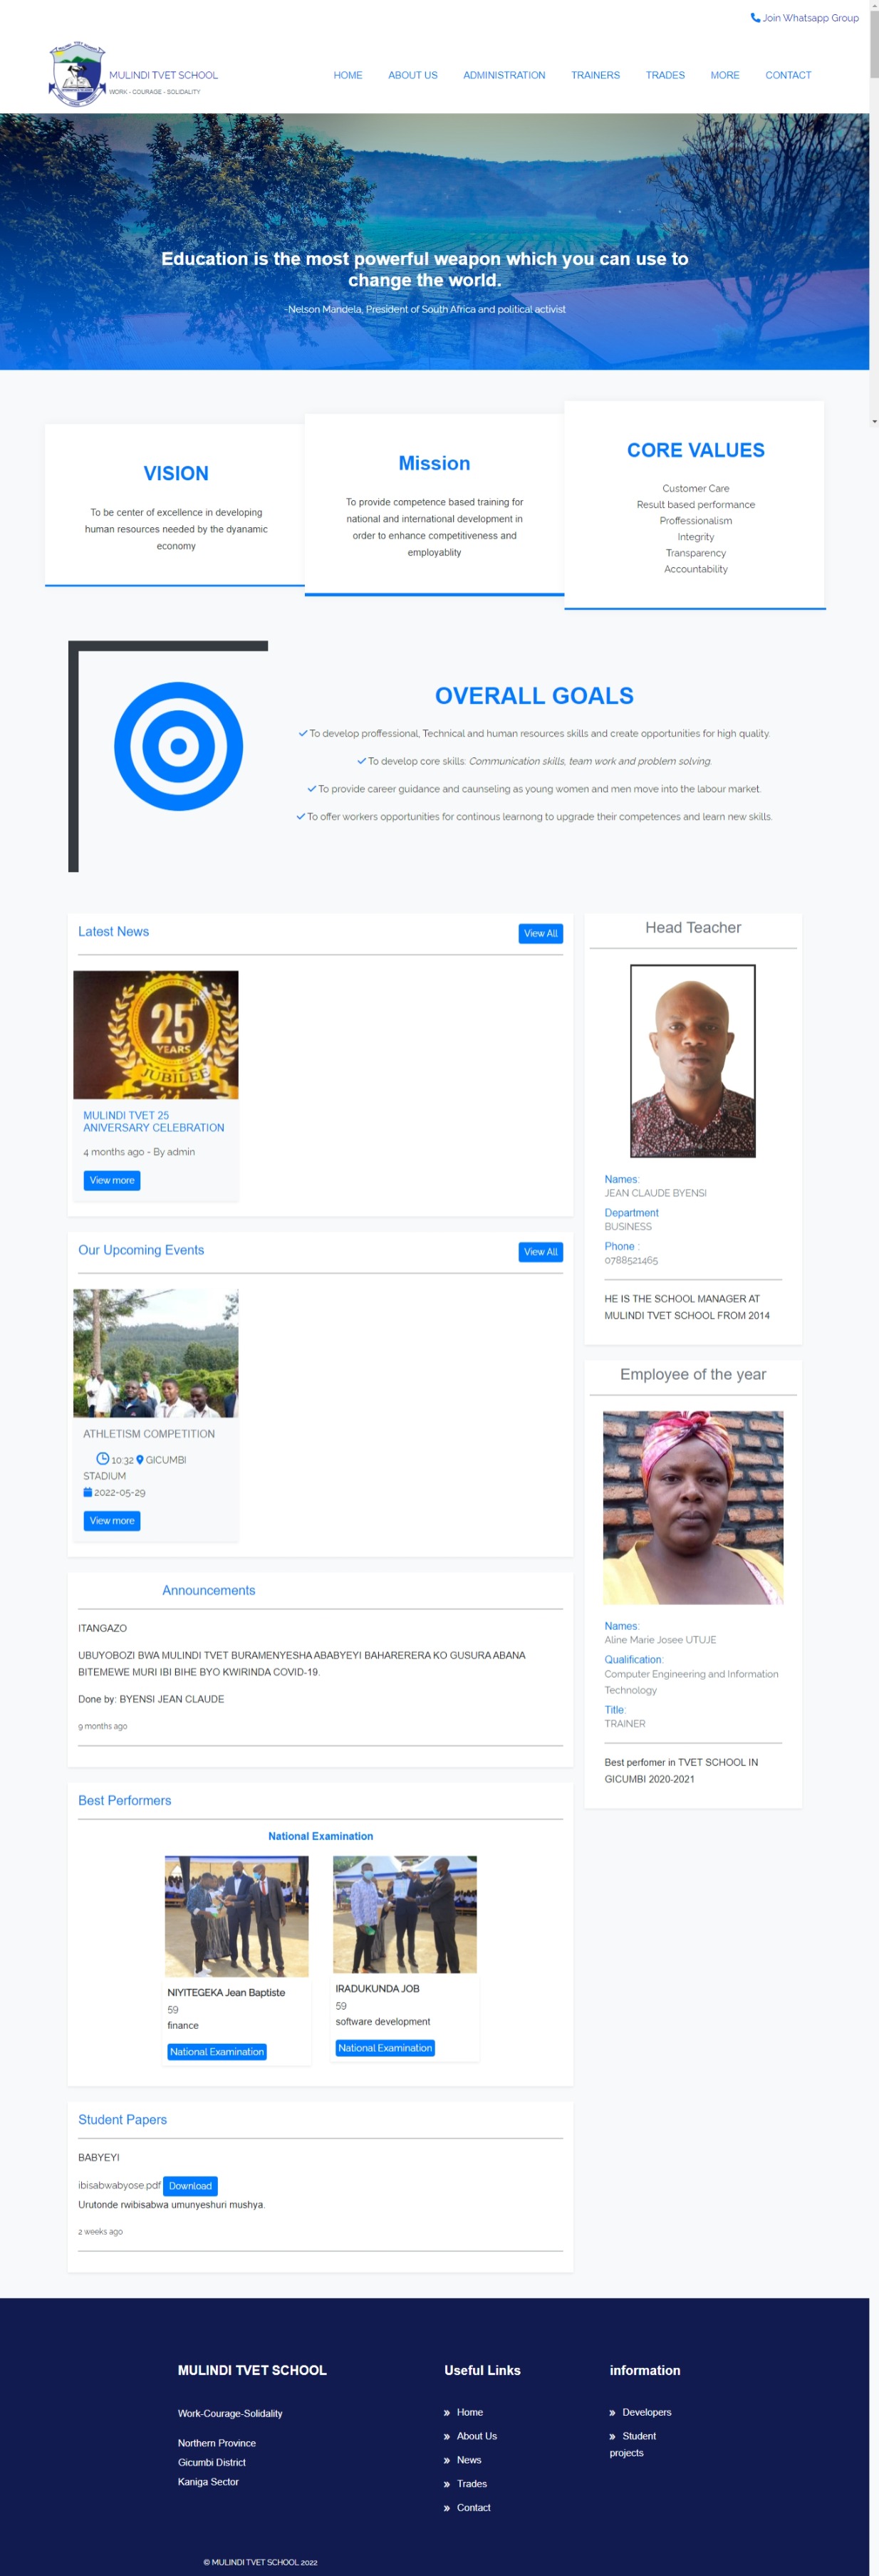 Join Whatsapp Group
MULINDI TVET SCHOOL
WORK - COURAGE - SOLIDALITY
HOME ABOUT US ADMINISTRATION TRAINERS TRADES MORE CONTACT
Education is the most powerful weapon which you can use to
change the world.
-Nelson Mandela, President of South Africa and political activist
VISION
To be center of excellence in developing
human resources needed by the dyanamic
economy
Mission
To provide competence based training for
national and international development in
order to enhance competitiveness and
employablity
CORE VALUES
Customer Care
Result based performance
Proffessionalism
Integrity
Transparency
Accountability
OVERALL GOALS
To develop proffessional, Technical and human resources skills and create opportunities for high quality.
To develop core skills: Communication skills, team work and problem solving.
To provide career guidance and caunseling as young women and men move into the labour market.
To offer workers opportunities for continous learnong to upgrade their competences and learn new skills.
Latest News
View All
25th
YEARS
JUBILEE
MULINDI TVET 25
ANIVERSARY CELEBRATION
4 months ago - By admin
View more
Our Upcoming Events
View All
ATHLETISM COMPETITION
10:32 GICUMBI
STADIUM
2022-05-29
View more
Announcements
ITANGAZO
UBUYOBOZI BWA MULINDI TVET BURAMENYESHA ABABYEYI BAHARERERA KO GUSURA ABANA
BITEMEWE MURI IBI BIHE BYO KWIRINDA COVID-19.
Done by: BYENSI JEAN CLAUDE
9 months ago
Best Performers
National Examination
NIYITEGEKA Jean Baptiste
59
finance
National Examination
IRADUKUNDA JOB
59
software development
National Examination
Student Papers
BABYEYI
ibisabwabyose.pdf Download
Urutonde rwibisabwa umunyeshuri mushya.
2 weeks ago
Head Teacher
Names:
JEAN CLAUDE BYENSI
Department
BUSINESS
Phone :
0788521465
HE IS THE SCHOOL MANAGER AT
MULINDI TVET SCHOOL FROM 2014
Employee of the year
Names:
Aline Marie Josee UTUJE
Qualification:
Computer Engineering and Information
Technology
Title:
TRAINER
Best perfomer in TVET SCHOOL IN
GICUMBI 2020-2021
MULINDI TVET SCHOOL
Work-Courage-Solidality
Northern Province
Gicumbi District
Kaniga Sector
Useful Links
» Home
» About Us
» News
» Trades
» Contact
information
» Developers
» Student
projects
© MULINDI TVET SCHOOL 2022